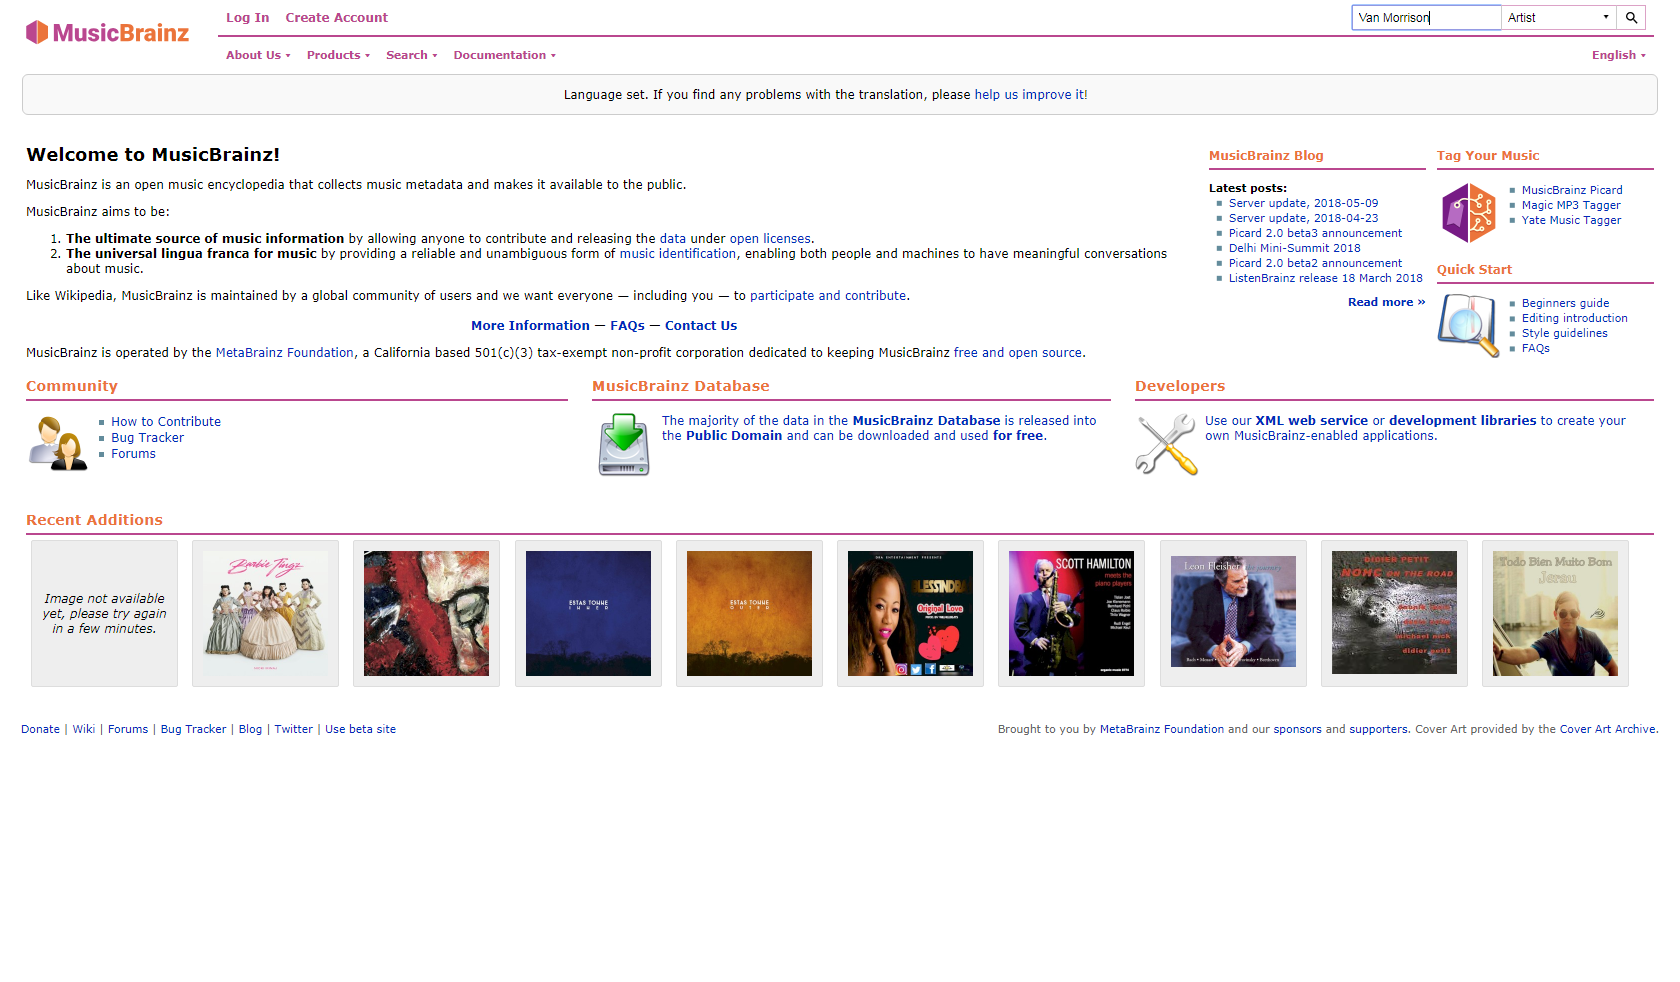 MusicBrainz
Log In Create Account
Van Morrison Artist
About Us Products Search Documentation English
Language set. If you find any problems with the translation, please help us improve it!
Welcome to MusicBrainz!
MusicBrainz is an open music encyclopedia that collects music metadata and makes it available to the public.
MusicBrainz aims to be:
1. The ultimate source of music information by allowing anyone to contribute and releasing the data under open licenses.
2. The universal lingua franca for music by providing a reliable and unambiguous form of music identification, enabling both people and machines to have meaningful conversations
about music.
Like Wikipedia, MusicBrainz is maintained by a global community of users and we want everyone — including you — to participate and contribute.
More Information — FAQs — Contact Us
MusicBrainz is operated by the MetaBrainz Foundation, a California based 501(c)(3) tax-exempt non-profit corporation dedicated to keeping MusicBrainz free and open source.
MusicBrainz Blog
Latest posts:
Server update, 2018-05-09
Server update, 2018-04-23
Picard 2.0 beta3 announcement
Delhi Mini-Summit 2018
Picard 2.0 beta2 announcement
ListenBrainz release 18 March 2018
Read more »
Tag Your Music
MusicBrainz Picard
Magic MP3 Tagger
Yate Music Tagger
Quick Start
Beginners guide
Editing introduction
Style guidelines
FAQs
Community
How to Contribute
Bug Tracker
Forums
MusicBrainz Database
The majority of the data in the MusicBrainz Database is released into
the Public Domain and can be downloaded and used for free.
Developers
Use our XML web service or development libraries to create your
own MusicBrainz-enabled applications.
Recent Additions
Image not available
yet, please try again
in a few minutes.
Barbie Tingz
ESTAS TONNE
INNER
ESTAS TONNE
OUTER
ENTERTAINMENT PRESENTS
BLESSNDRA
Original Love
SCOTT HAMILTON
meets the
piano players
Leon Fleisher the journey
DIDIER PETIT
NOHC ON THE ROAD
didier petit
Todo Bien Muito Bom
Donate | Wiki | Forums | Bug Tracker | Blog | Twitter | Use beta site
Brought to you by MetaBrainz Foundation and our sponsors and supporters. Cover Art provided by the Cover Art Archive.